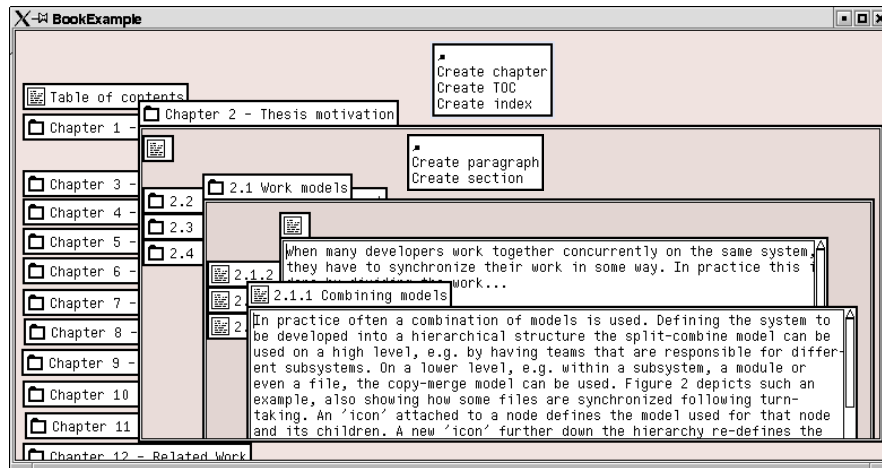 BookExample
Create chapter
Create TOC
Create index
Table of contents
Chapter 1 -
Chapter 2 - Thesis motivation
Create paragraph
Create section
Chapter 3 -
Chapter 4 -
Chapter 5 -
Chapter 6 -
Chapter 7 -
Chapter 8 -
Chapter 9 -
Chapter 10
Chapter 11
Chapter 12 - Related Work
2.1 Work models
2.2
2.3
2.4
When many developers work together concurrently on the same system,
they have to synchronize their work in some way. In practice this i
done by dividing the work...
2.1.2
2.
2.
2.1.1 Combining models
In practice often a combination of models is used. Defining the system to
be developed into a hierarchical structure the split-combine model can be
used on a high level, e.g. by having teams that are responsible for differ-
ent subsystems. On a lower level, e.g. within a subsystem, a module or
even a file, the copy-merge model can be used. Figure 2 depicts such an
example, also showing how some files are synchronized following turn-
taking. An 'icon' attached to a node defines the model used for that node
and its children. A new 'icon' further down the hierarchy re-defines the